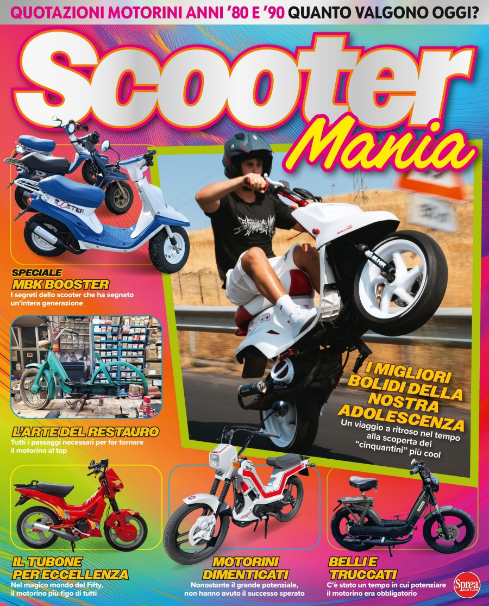 QUOTAZIONI MOTORINI ANNI '80 E '90 QUANTO VALGONO OGGI?
Scooter
Mania
SPECIALE
MBK BOOSTER
I segreti dello scooter che ha segnato
un'intera generazione
L'ARTE DEL RESTAURO
Tutti i passaggi necessari per far tornare
il motorino al top
I MIGLIORI
BOLIDI DELLA
NOSTRA
ADOLESCENZA
Un viaggio a ritroso nel tempo
alla scoperta dei
"cinquantini" più cool
IL TUBONE
PER ECCELLENZA
Nel magico mondo del Fifty,
il motorino più figo di tutti
MOTORINI
DIMENTICATI
Nonostante il grande potenziale,
non hanno avuto il successo sperato
BELLI E
TRUCCATI
C'è stato un tempo in cui potenziare
il motorino era obbligatorio
Sprea